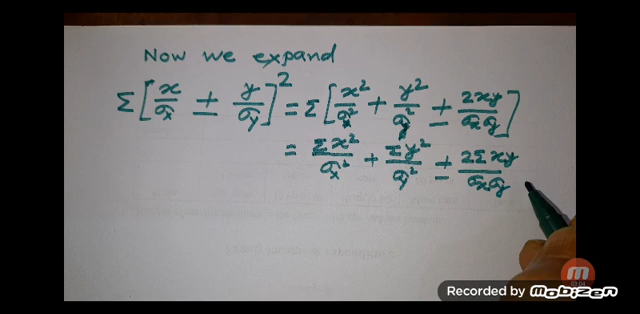 Now we expand
Σ[x/σx ± y/σy]² = Σ[x²/σx² + y²/σy² ± 2xy/σxσy]
= Σx²/σx² + Σy²/σy² ± 2Σxy/σxσy
Recorded by Mobizen